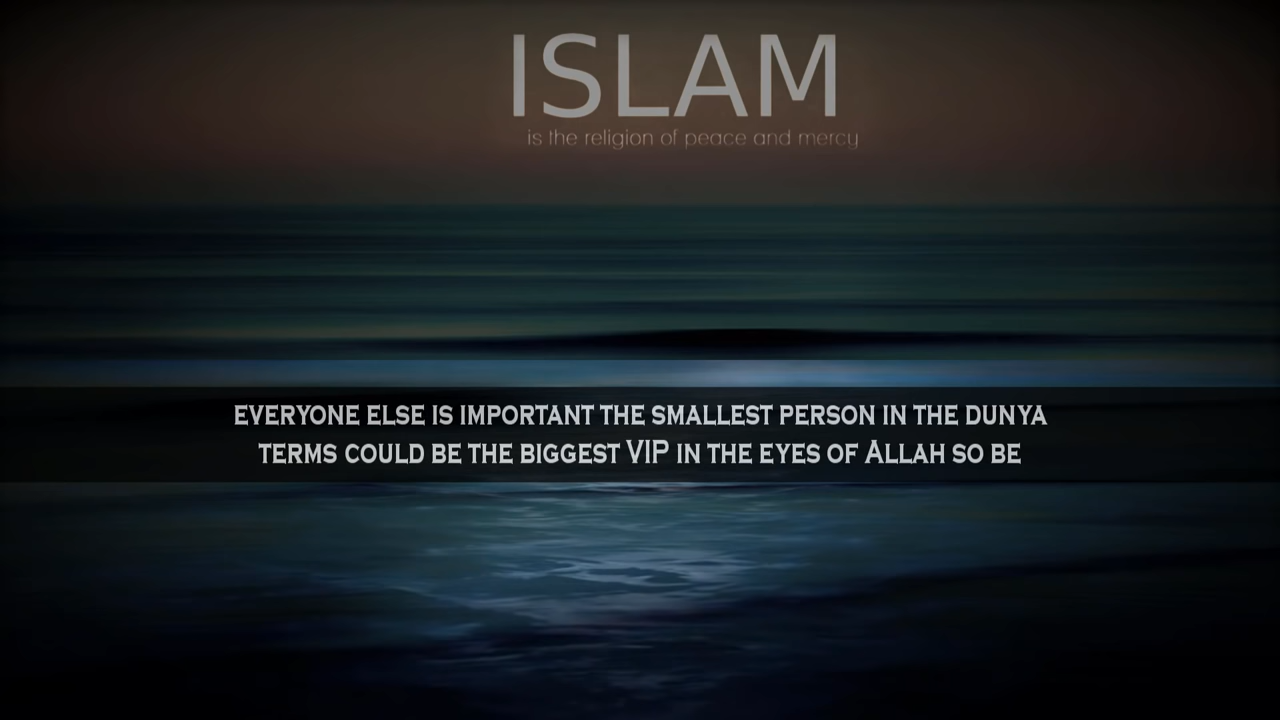 ISLAM
is the religion of peace and mercy
EVERYONE ELSE IS IMPORTANT THE SMALLEST PERSON IN THE DUNYA
TERMS COULD BE THE BIGGEST VIP IN THE EYES OF ALLAH SO BE